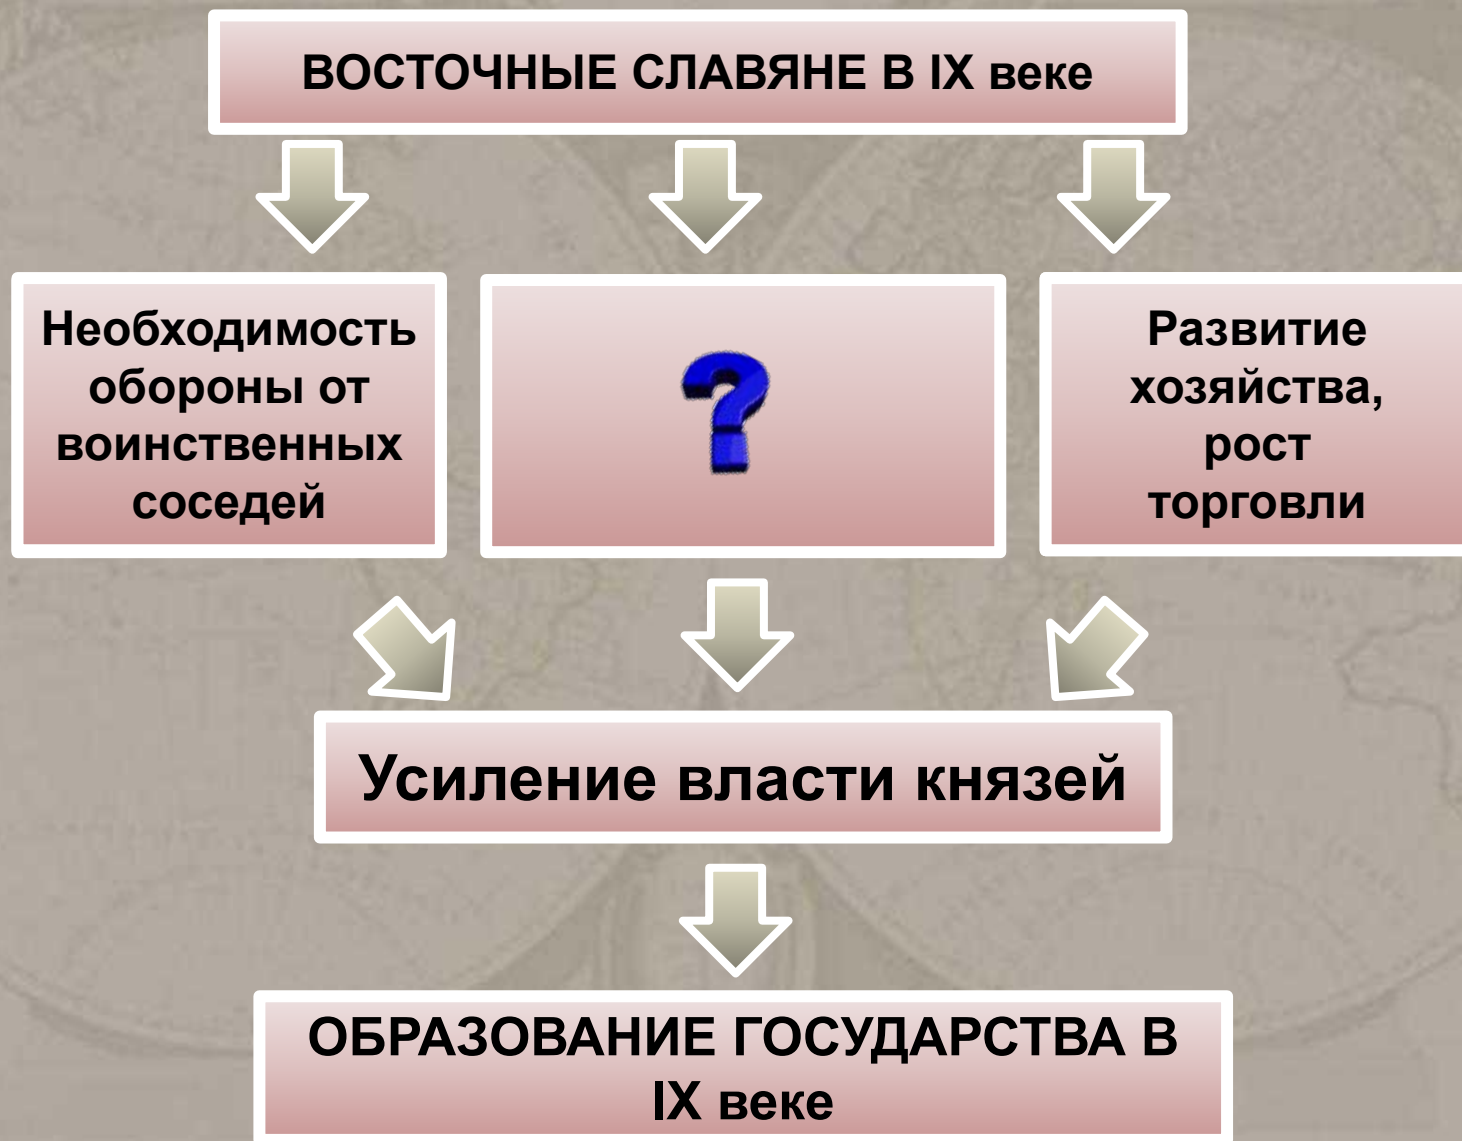 ВОСТОЧНЫЕ СЛАВЯНЕ В IX веке
Необходимость
обороны от
воинственных
соседей
?
Развитие
хозяйства,
рост
торговли
Усиление власти князей
ОБРАЗОВАНИЕ ГОСУДАРСТВА В
IX веке